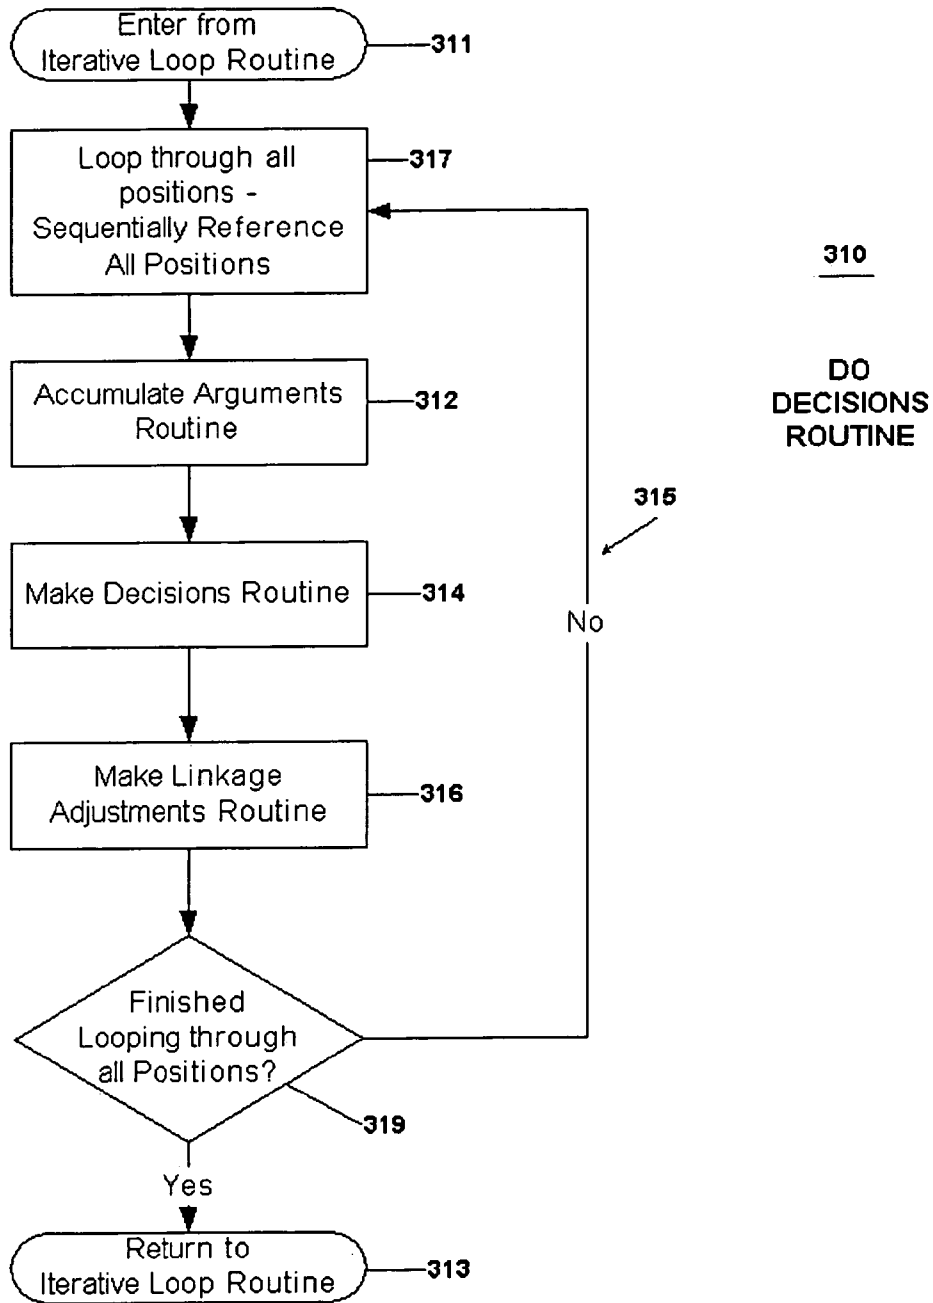 Enter from
Iterative Loop Routine
311
Loop through all
positions -
Sequentially Reference
All Positions
317
310
DO
DECISIONS
ROUTINE
Accumulate Arguments
Routine
312
315
Make Decisions Routine
314
No
Make Linkage
Adjustments Routine
316
Finished
Looping through
all Positions?
319
Yes
Return to
Iterative Loop Routine
313